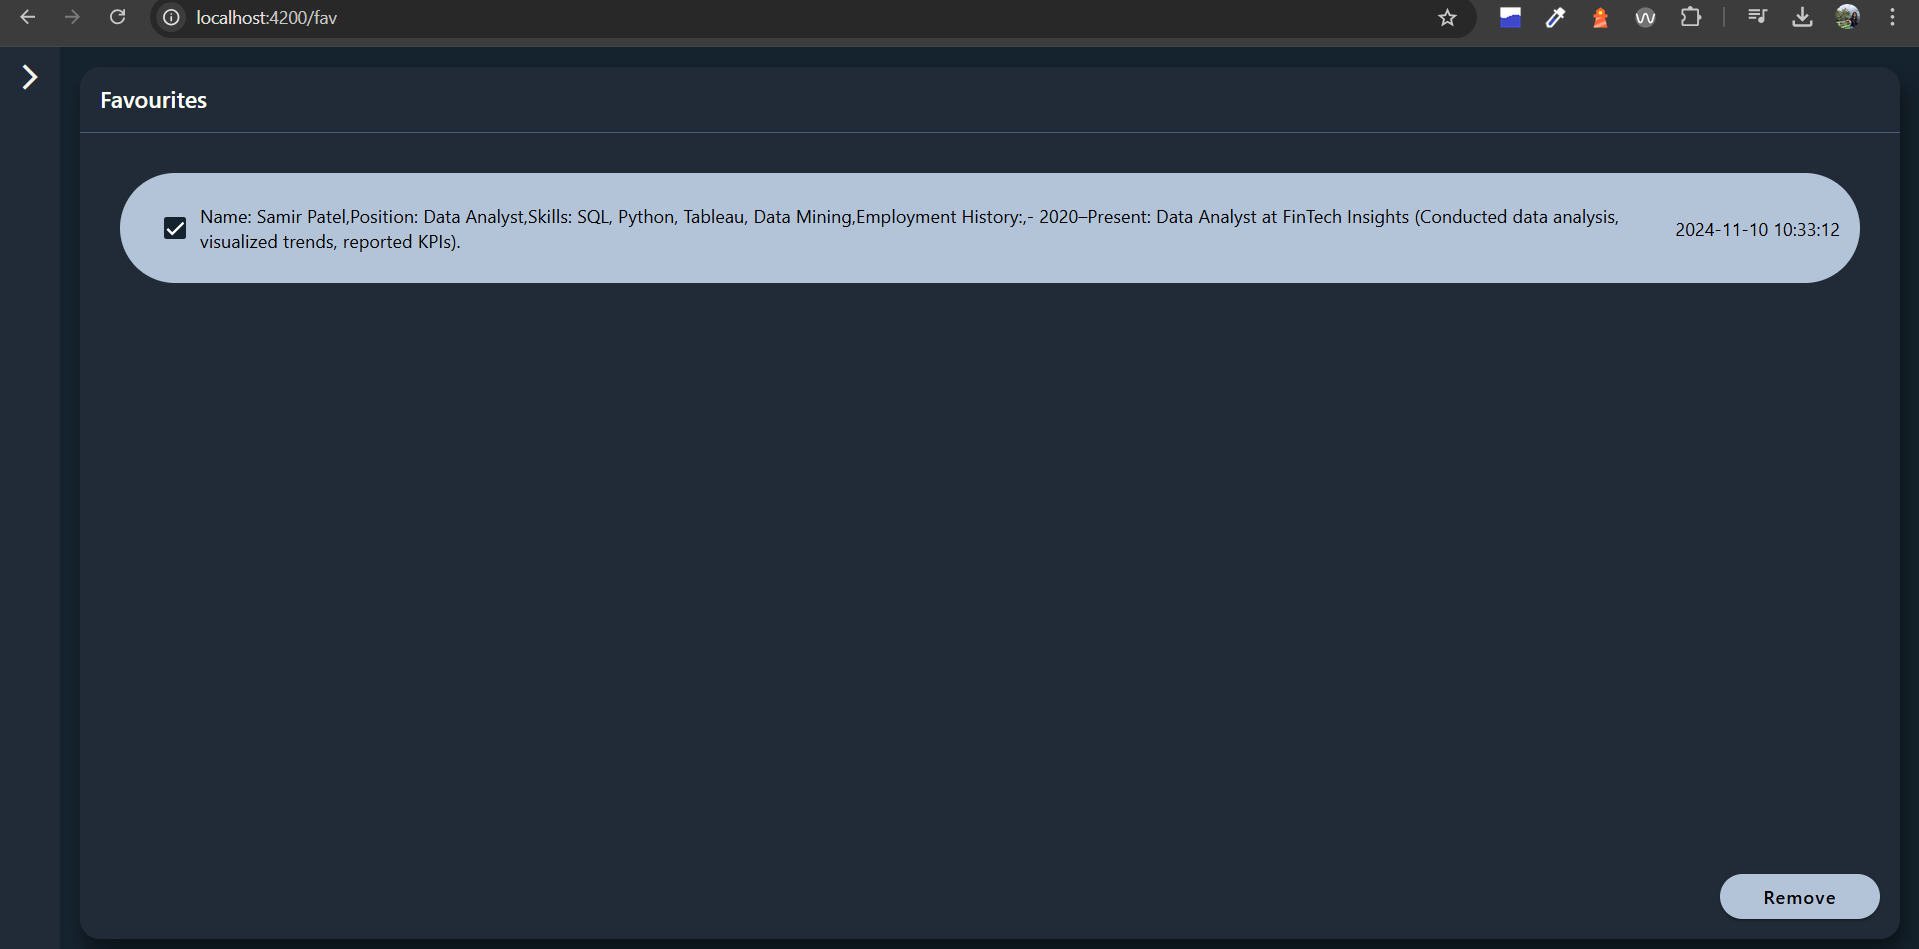 localhost:4200/fav
Favourites
Name: Samir Patel,Position: Data Analyst,Skills: SQL, Python, Tableau, Data Mining,Employment History:,- 2020–Present: Data Analyst at FinTech Insights (Conducted data analysis,
visualized trends, reported KPIs).
2024-11-10 10:33:12
Remove